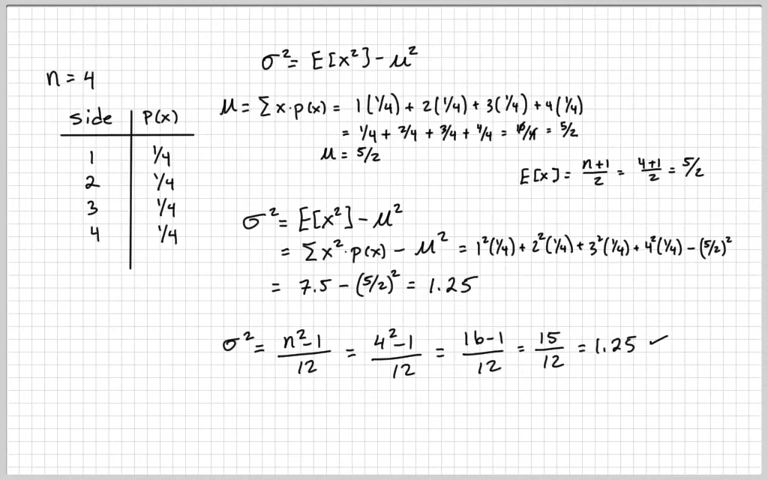 σ² = E[x²] - μ²
n = 4
side P(x)
1 1/4
2 1/4
3 1/4
4 1/4
μ = Σx·p(x) = 1(1/4) + 2(1/4) + 3(1/4) + 4(1/4)
= 1/4 + 2/4 + 3/4 + 4/4 = 10/4 = 5/2
μ = 5/2
E[x] = n+1/2 = 4+1/2 = 5/2
σ² = E[x²] - μ²
= Σx²·p(x) - μ² = 1²(1/4) + 2²(1/4) + 3²(1/4) + 4²(1/4) - (5/2)²
= 7.5 - (5/2)² = 1.25
σ² = n²-1/12 = 4²-1/12 = 16-1/12 = 15/12 = 1.25 ✓